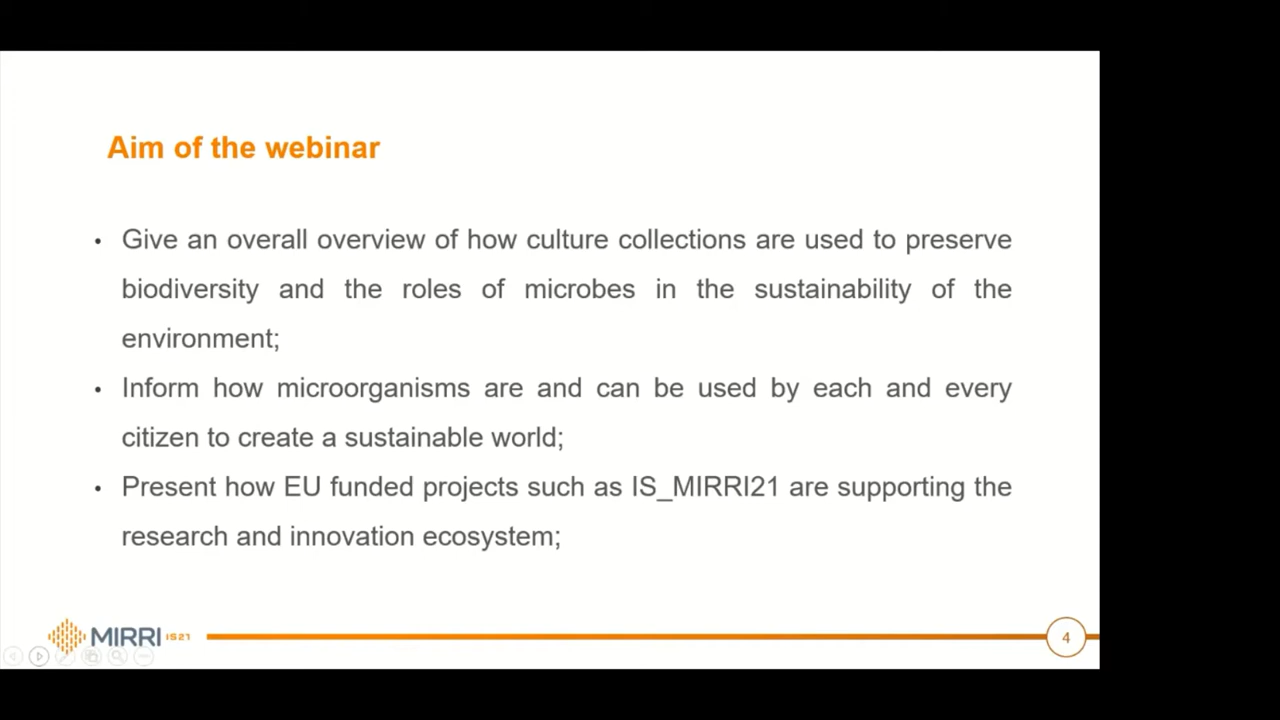 Aim of the webinar
• Give an overall overview of how culture collections are used to preserve
biodiversity and the roles of microbes in the sustainability of the
environment;
• Inform how microorganisms are and can be used by each and every
citizen to create a sustainable world;
• Present how EU funded projects such as IS_MIRRI21 are supporting the
research and innovation ecosystem;
MIRRI IS21
4